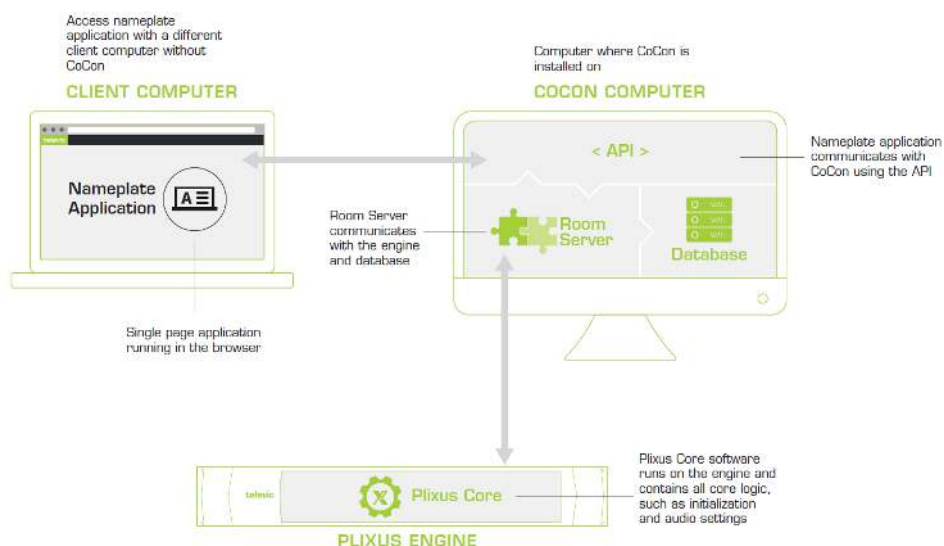 Access nameplate
application with a different
client computer without
CoCon
CLIENT COMPUTER
televic
Nameplate
Application
A
Single page application
running in the browser
Computer where CoCon is
installed on
COCON COMPUTER
< API >
Nameplate application
communicates with
CoCon using the API
Room Server
communicates
with the engine
and database
Room
Server
Database
televic
Plixus Core
Plixus Core software
runs on the engine and
contains all core logic,
such as initialization
and audio settings
PLIXUS ENGINE